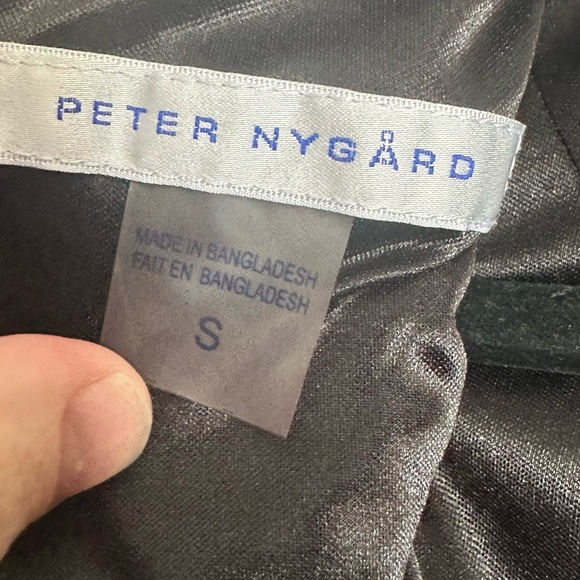 PETER NYGÅRD
MADE IN BANGLADESH
FAIT EN BANGLADESH
S